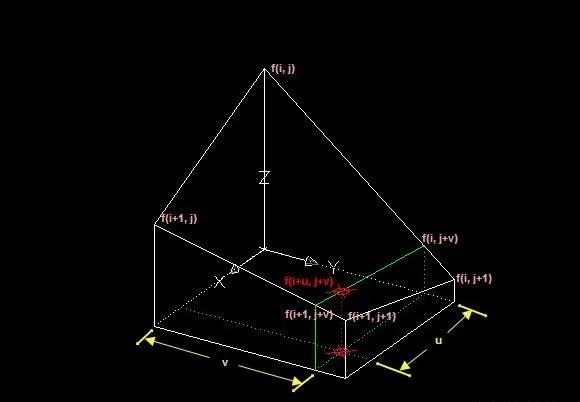 f(i, j)
Z
f(i+1, j)
f(i, j+v)
X
Y
f(i+u, j+v)
f(i, j+1)
f(i+1, j+v)
f(i+1, j+1)
u
v